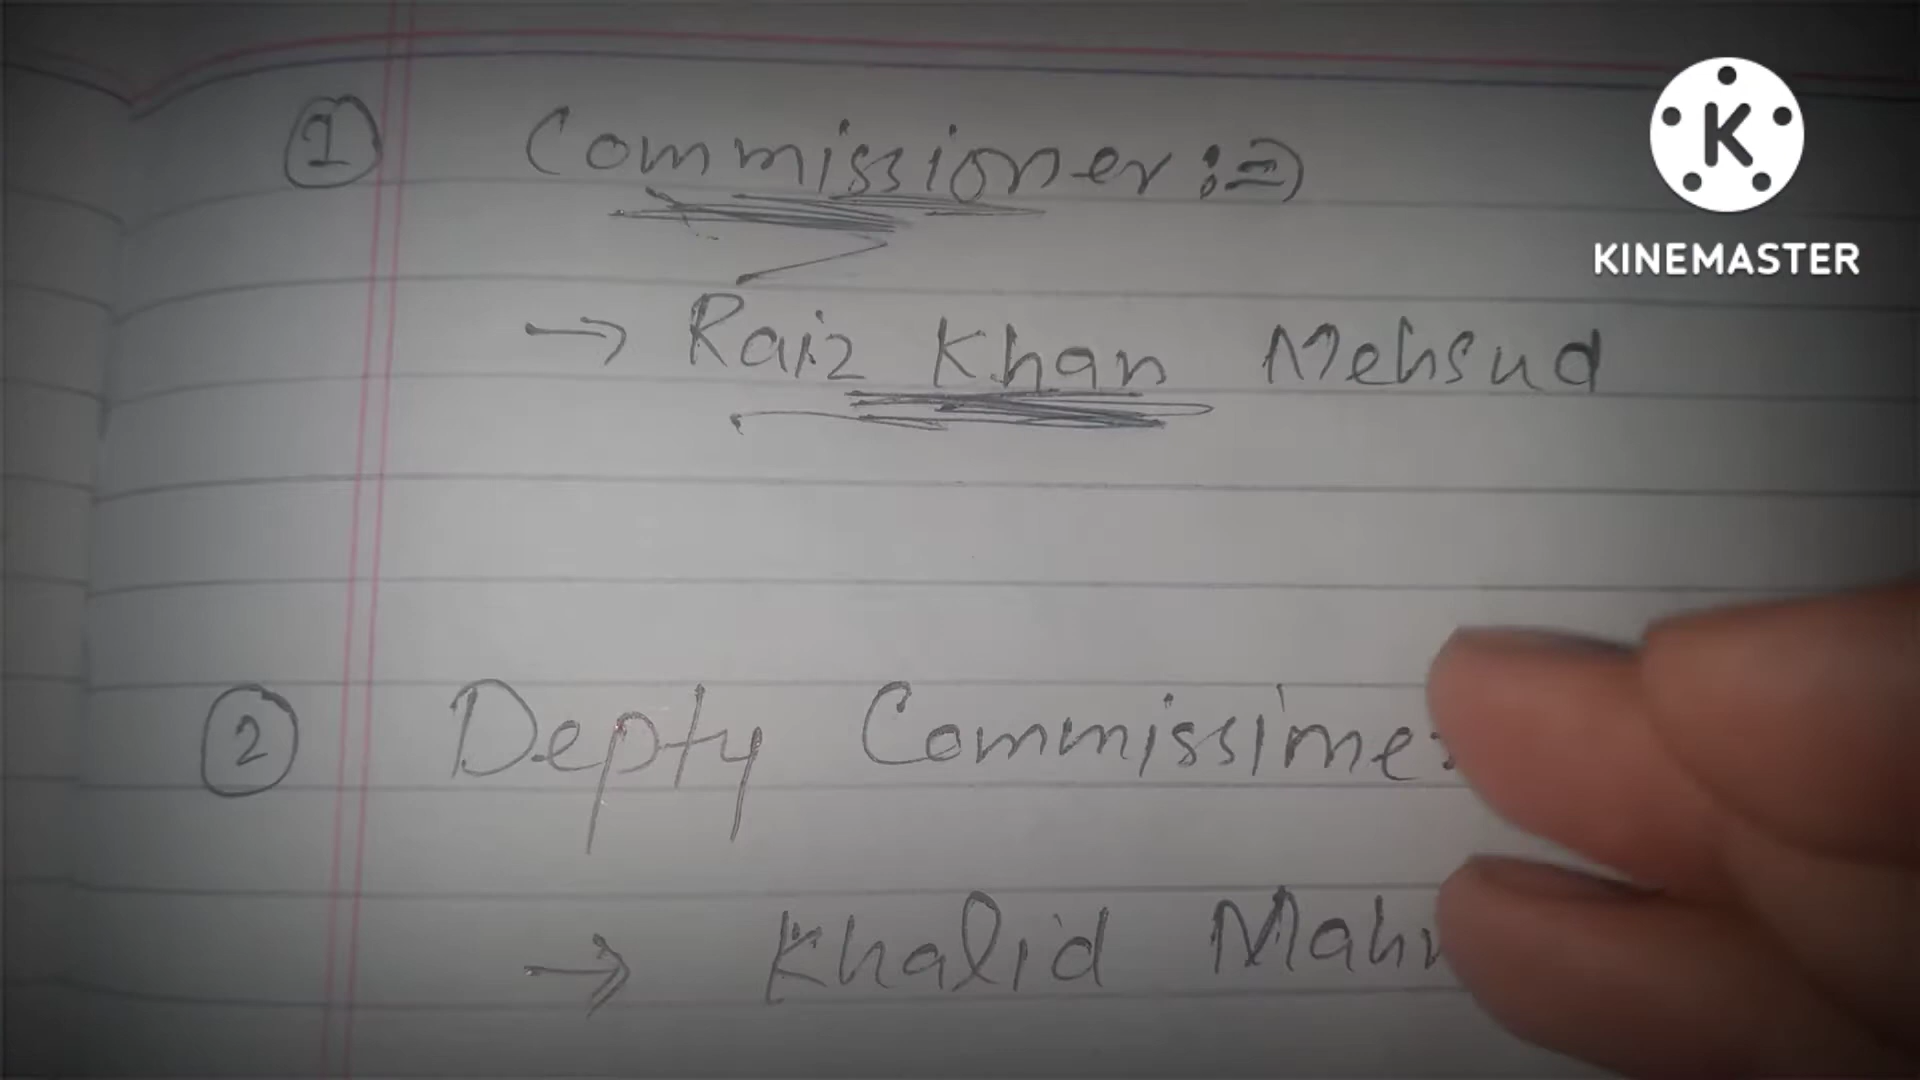 ① Commissioner :⇒
→ Raiz Khan Mehsud
② Depty Commissime
→ Khalid
KINEMASTER